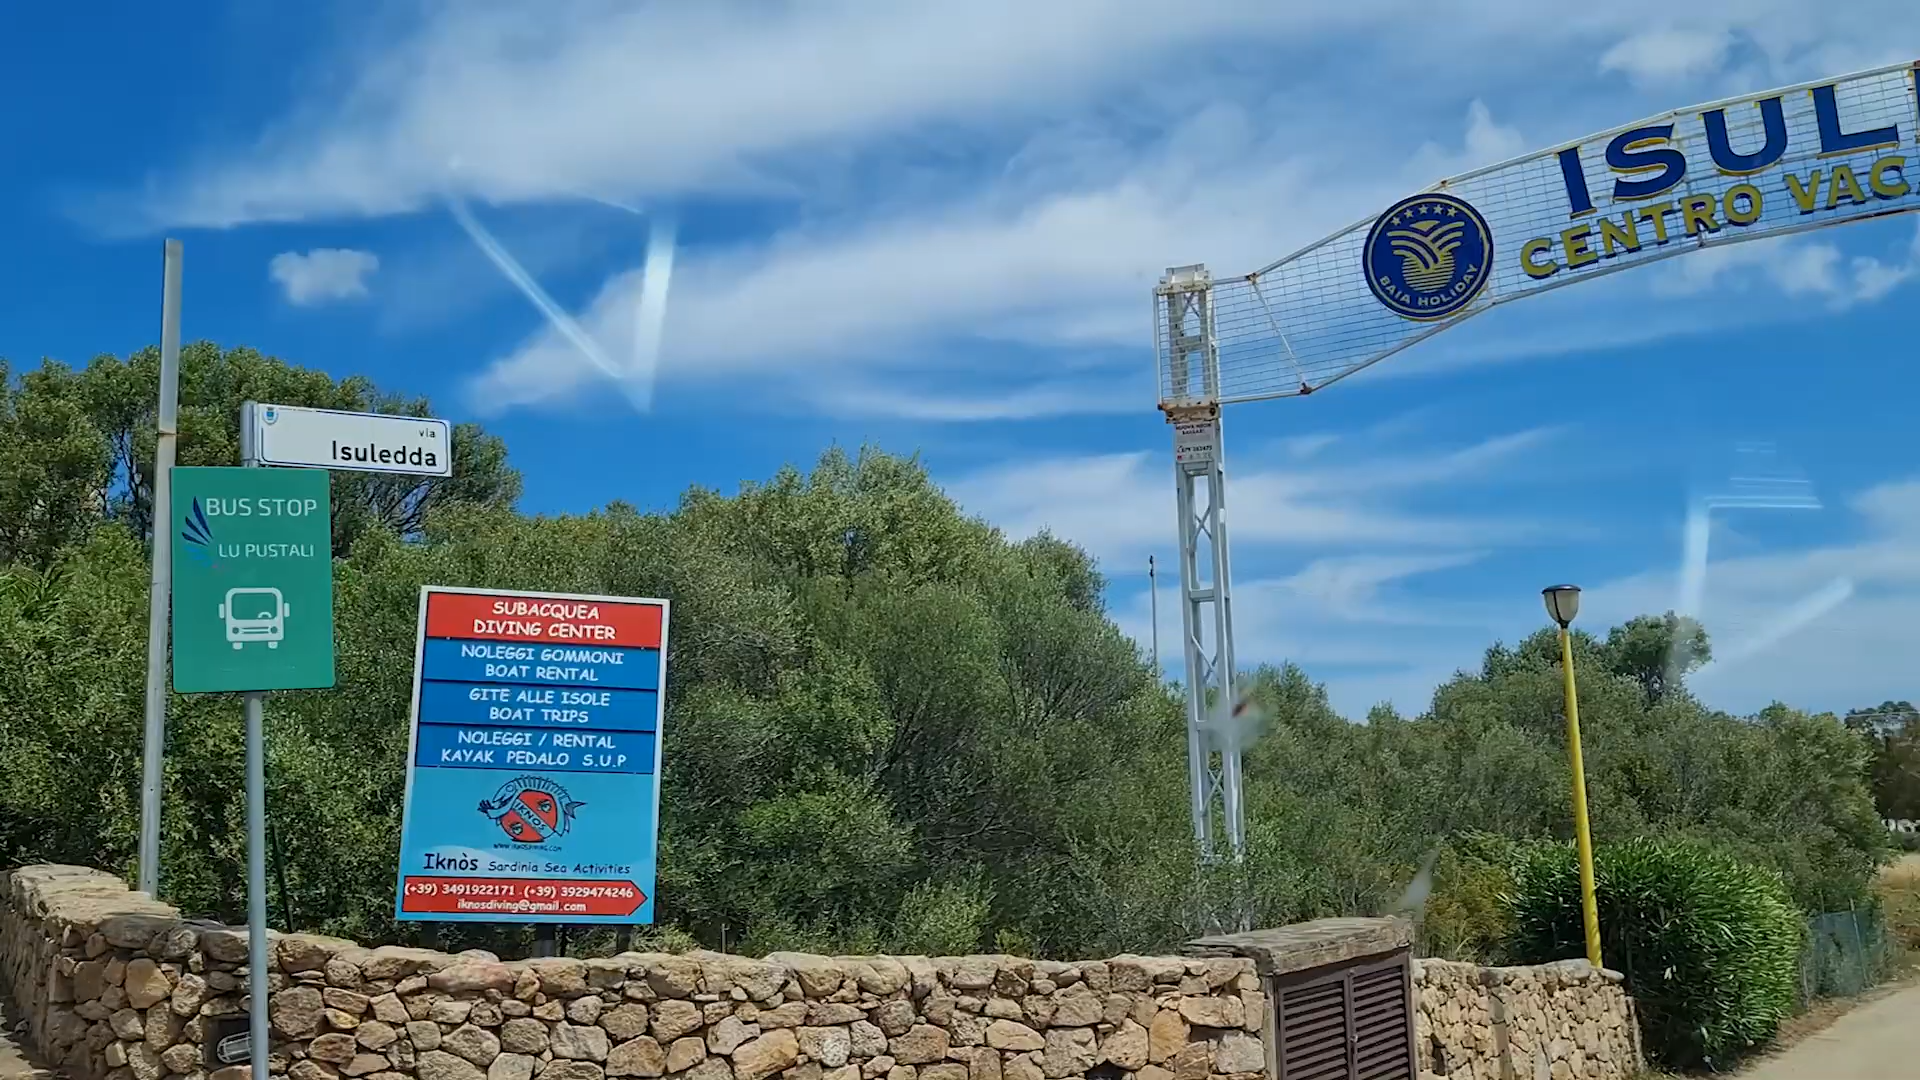 via
Isuledda
BUS STOP
LU PUSTALI
SUBACQUEA
DIVING CENTER
NOLEGGI GOMMONI
BOAT RENTAL
GITE ALLE ISOLE
BOAT TRIPS
NOLEGGI / RENTAL
KAYAK PEDALO S.U.P
IKNOS
Iknòs Sardinia Sea Activities
(+39) 3491922171 - (+39) 3929474246
iknosdiving@gmail.com
ISUL
CENTRO VAC
BAIA HOLIDAY